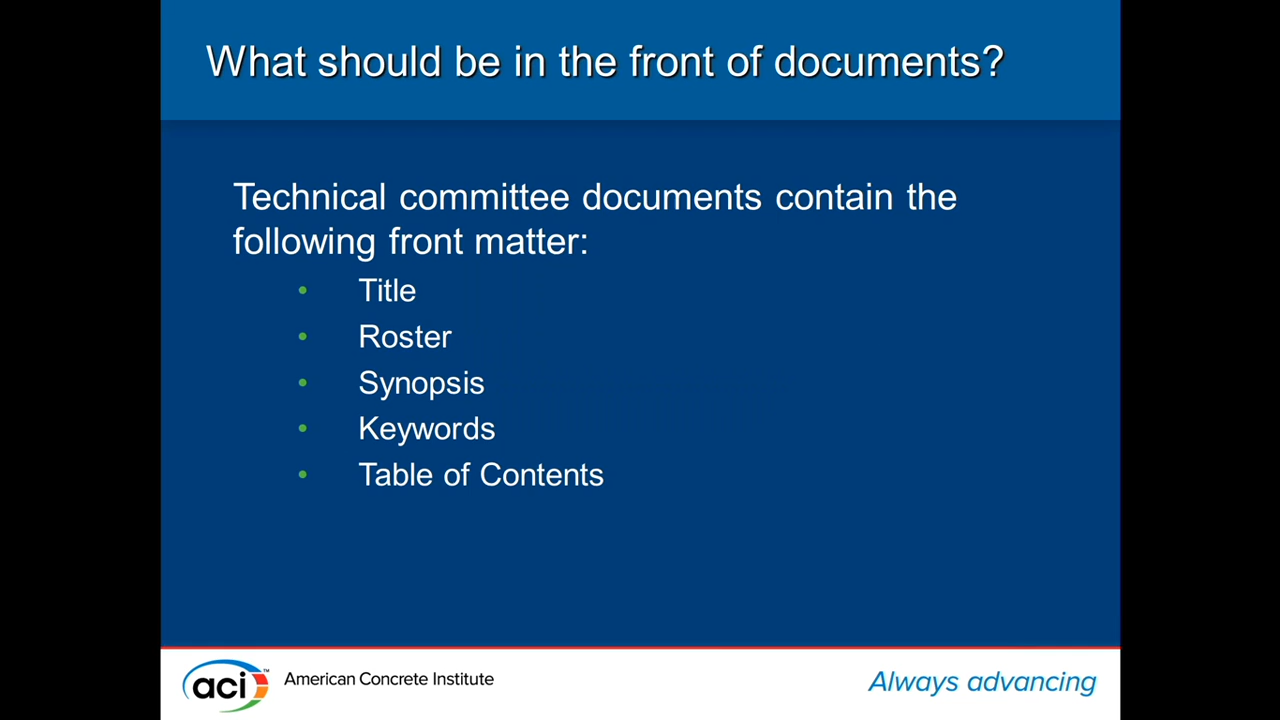 What should be in the front of documents?
Technical committee documents contain the
following front matter:
• Title
• Roster
• Synopsis
• Keywords
• Table of Contents
aci™ American Concrete Institute
Always advancing